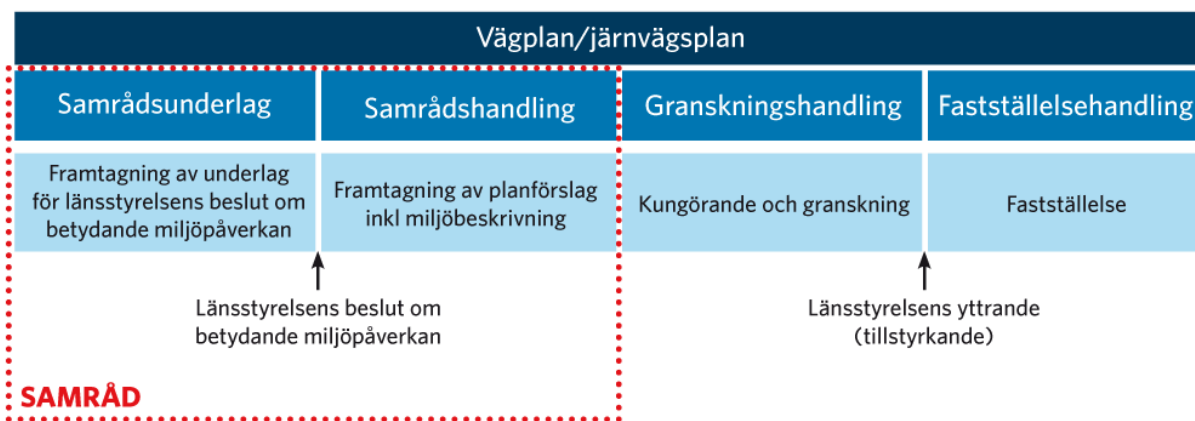 Vägplan/järnvägsplan
Samrådsunderlag
Samrådshandling
Granskningshandling
Fastställelsehandling
Framtagning av underlag
för länsstyrelsens beslut om
betydande miljöpåverkan
Framtagning av planförslag
inkl miljöbeskrivning
Kungörande och granskning
Fastställelse
Länsstyrelsens beslut om
betydande miljöpåverkan
Länsstyrelsens yttrande
(tillstyrkande)
SAMRÅD